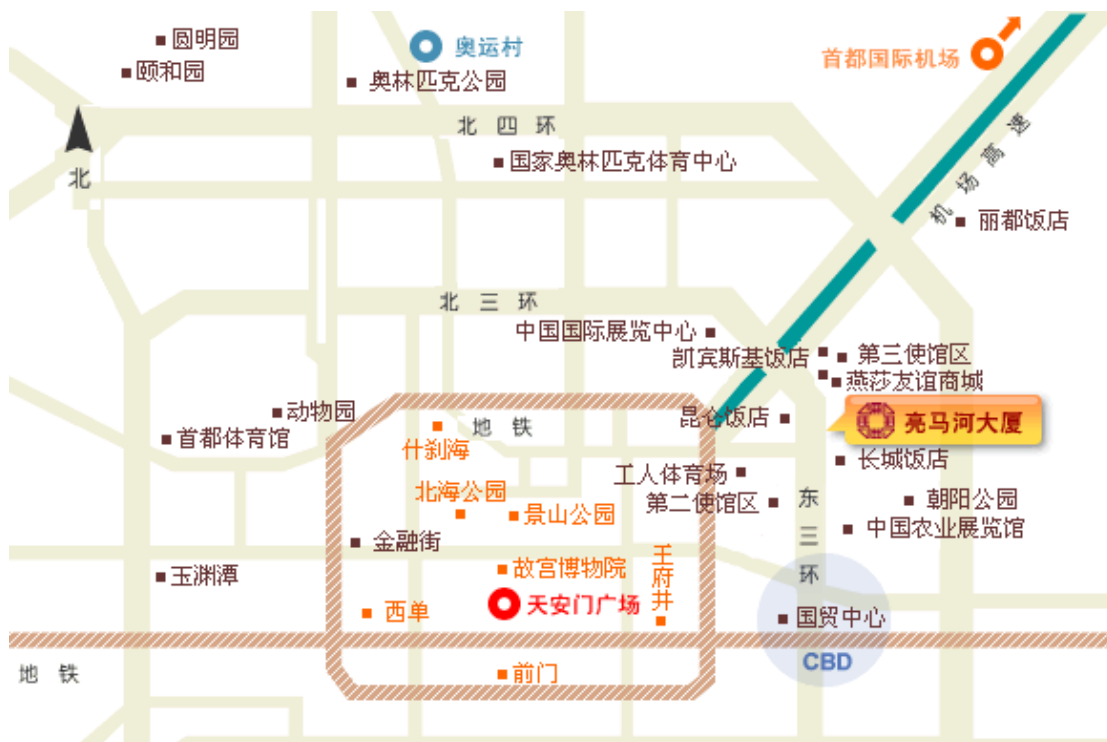 圆明园
奥运村
首都国际机场
颐和园
奥林匹克公园
北四环
机场高速
国家奥林匹克体育中心
北
丽都饭店
北三环
中国国际展览中心
凯宾斯基饭店
第三使馆区
燕莎友谊商城
动物园
地铁
昆仑饭店
亮马河大厦
首都体育馆
什刹海
长城饭店
工人体育场
北海公园
第二使馆区
东三环
朝阳公园
景山公园
中国农业展览馆
金融街
王府井
故宫博物院
玉渊潭
西单
天安门广场
国贸中心
CBD
地铁
前门